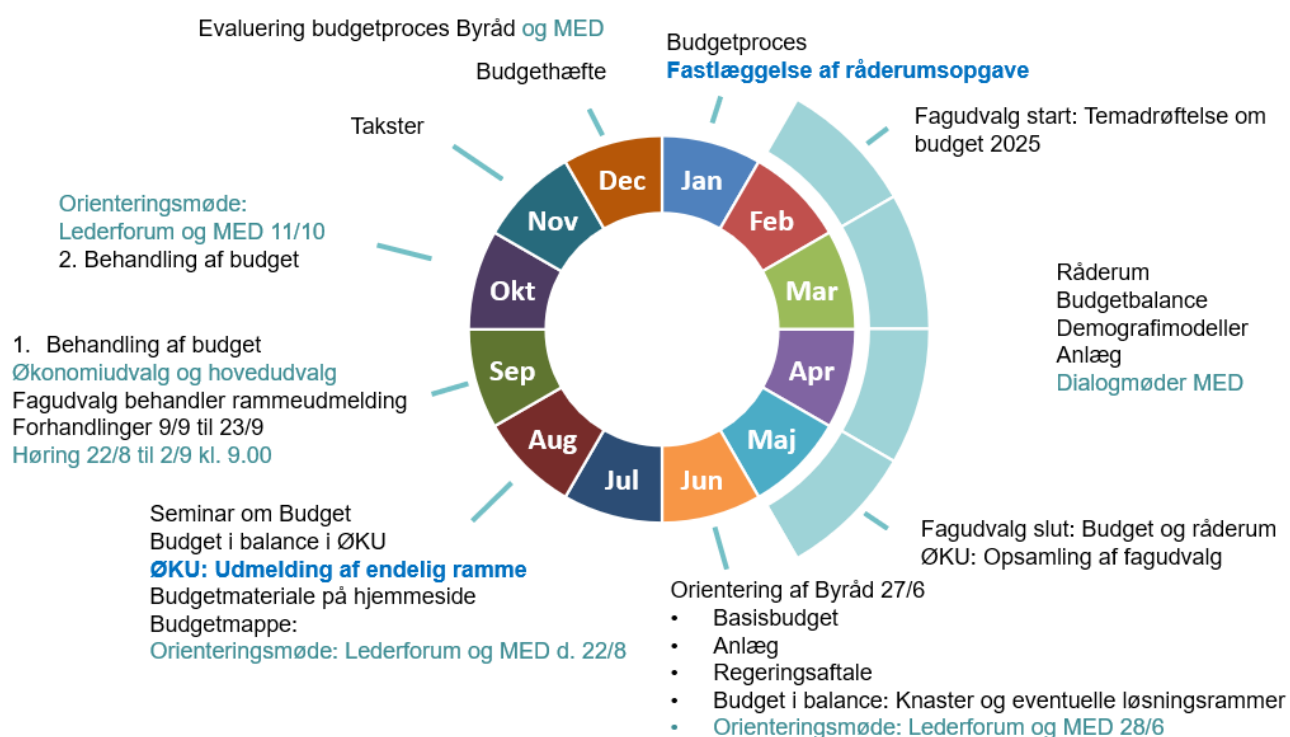 Evaluering budgetproces Byråd og MED
Budgethæfte
Takster
Orienteringsmøde:
Lederforum og MED 11/10
2. Behandling af budget
1. Behandling af budget
Økonomiudvalg og hovedudvalg
Fagudvalg behandler rammeudmelding
Forhandlinger 9/9 til 23/9
Høring 22/8 til 2/9 kl. 9.00
Seminar om Budget
Budget i balance i ØKU
ØKU: Udmelding af endelig ramme
Budgetmateriale på hjemmeside
Budgetmappe:
Orienteringsmøde: Lederforum og MED d. 22/8
Budgetproces
Fastlæggelse af råderumsopgave
Fagudvalg start: Temadrøftelse om
budget 2025
Råderum
Budgetbalance
Demografimodeller
Anlæg
Dialogmøder MED
Fagudvalg slut: Budget og råderum
ØKU: Opsamling af fagudvalg
Orientering af Byråd 27/6
• Basisbudget
• Anlæg
• Regeringsaftale
• Budget i balance: Knaster og eventuelle løsningsrammer
• Orienteringsmøde: Lederforum og MED 28/6
Jan
Feb
Mar
Apr
Maj
Jun
Jul
Aug
Sep
Okt
Nov
Dec